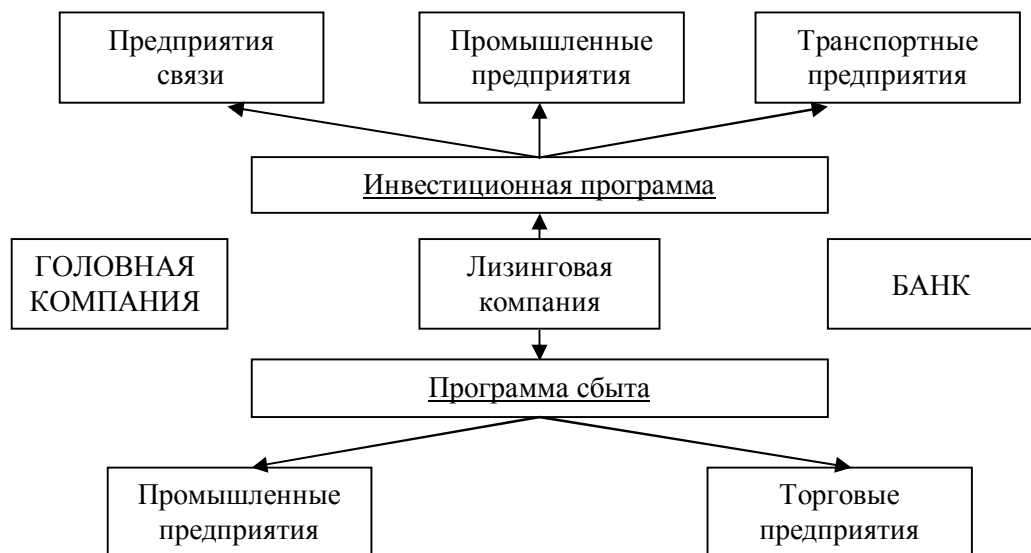 Предприятия
связи
Промышленные
предприятия
Транспортные
предприятия
Инвестиционная программа
ГОЛОВНАЯ
КОМПАНИЯ
Лизинговая
компания
БАНК
Программа сбыта
Промышленные
предприятия
Торговые
предприятия